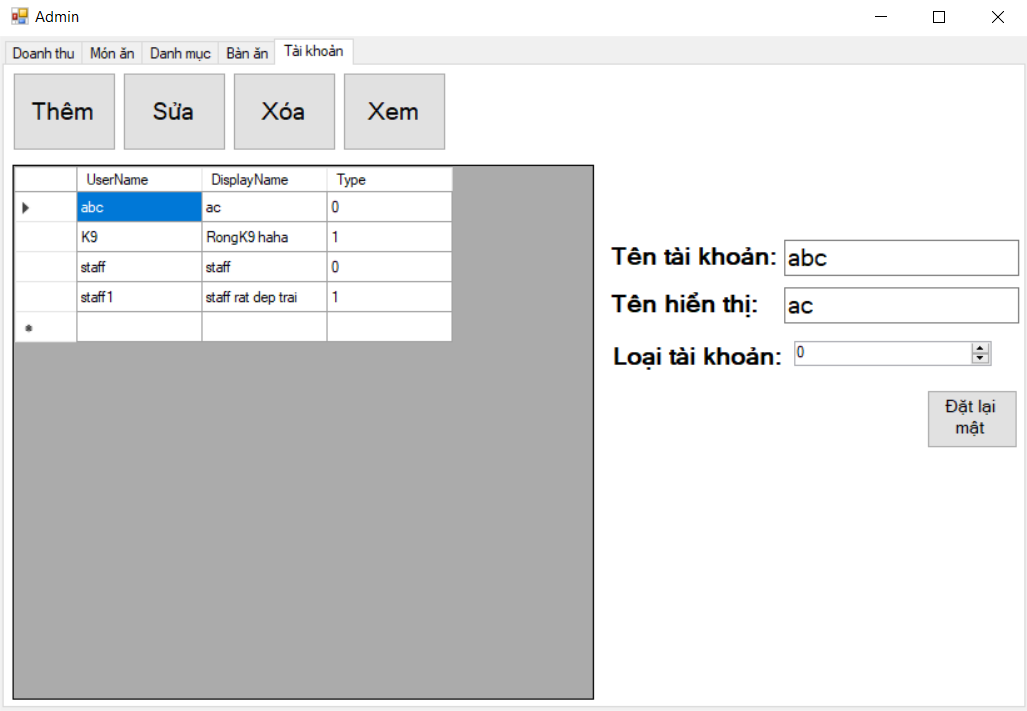 Admin
Doanh thu Món ăn Danh mục Bàn ăn Tài khoản
Thêm Sửa Xóa Xem
UserName DisplayName Type
abc ac 0
K9 RongK9 haha 1
staff staff 0
staff1 staff rat dep trai 1
Tên tài khoản: abc
Tên hiển thị: ac
Loại tài khoản: 0
Đặt lại
mật